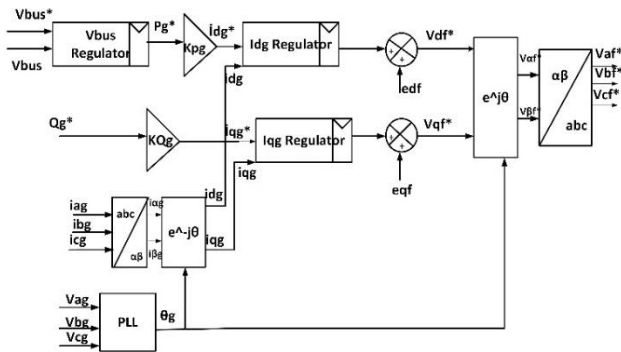 Vbus*
Vbus
Vbus
Regulator
Pg*
Kpg
idg*
idg
Idg Regulator
+
+
edf
Vdf*
e^jθ
Vαf*
Vβf*
αβ
abc
Vaf*
Vbf*
Vcf*
Qg*
KQg
iqg*
iqg
Iqg Regulator
+
+
eqf
Vqf*
iag
ibg
icg
abc
αβ
iαg
iβg
e^-jθ
idg
iqg
Vag
Vbg
Vcg
PLL
θg